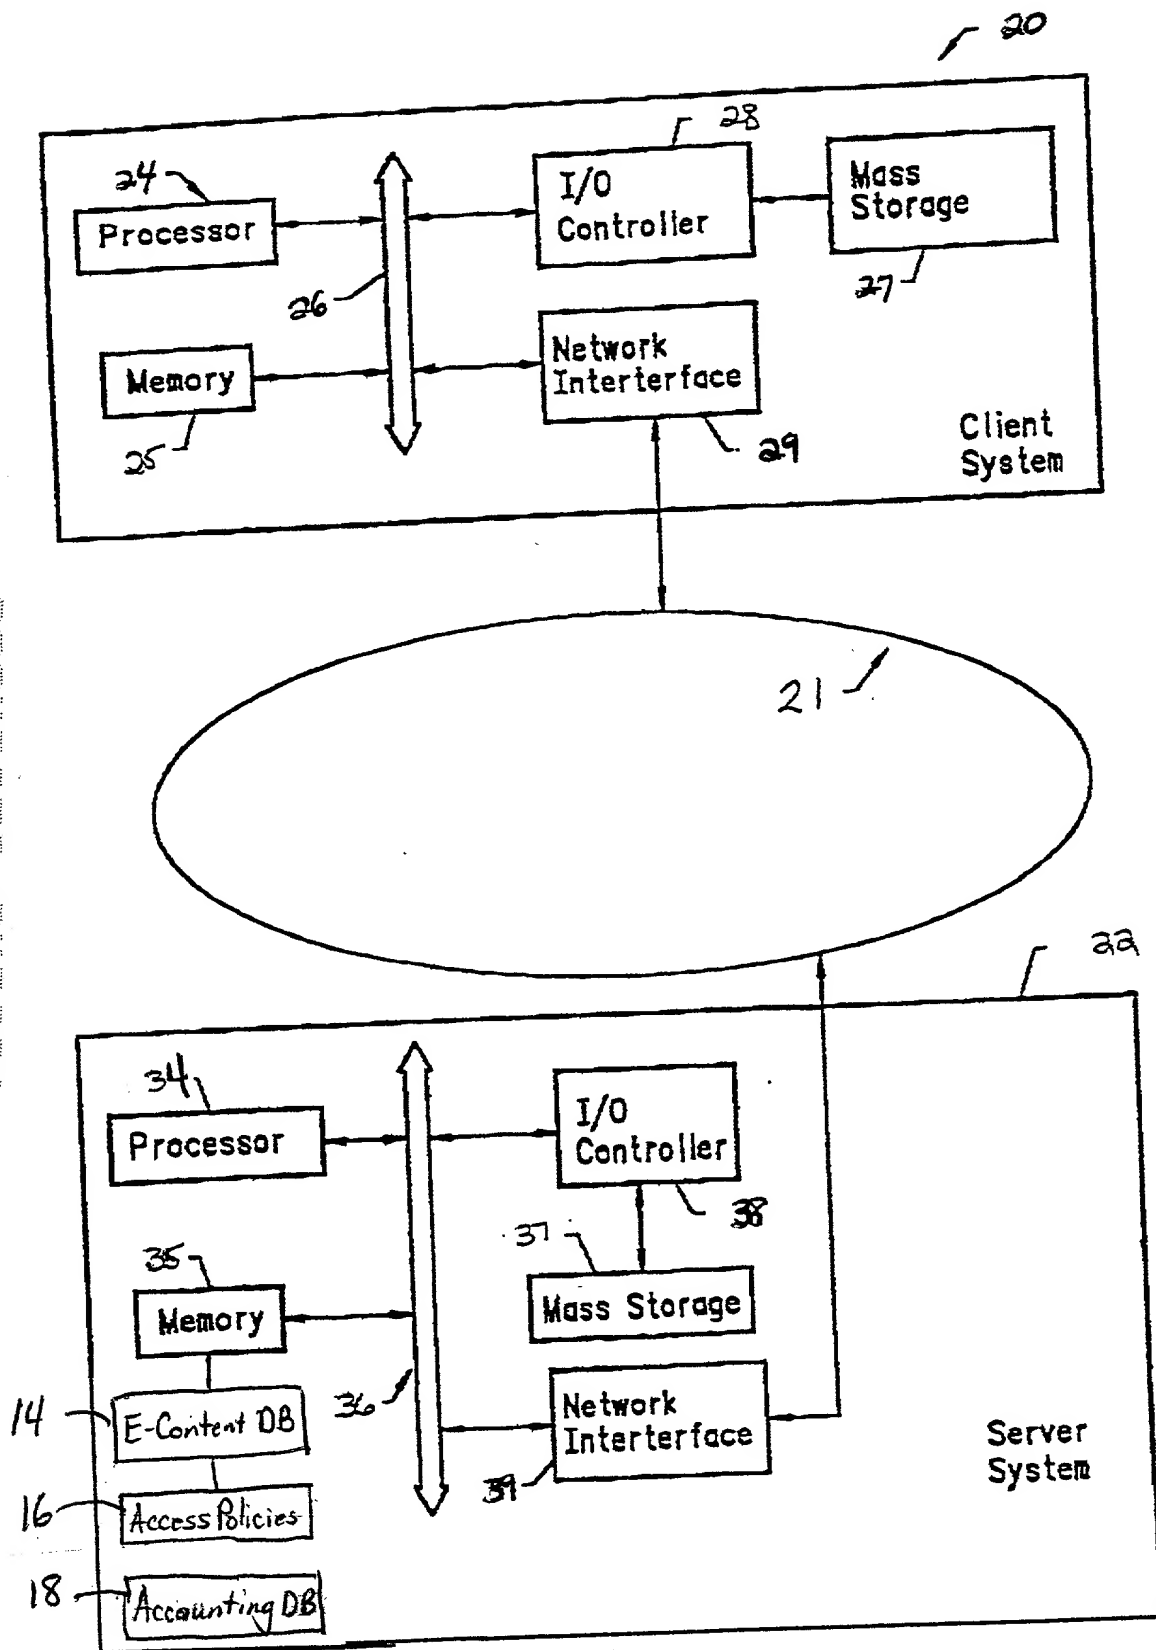 20
28
24
I/O
Controller
Mass
Storage
Processor
26
27
Network
Interterface
Memory
25
29
Client
System
21
22
34
I/O
Controller
Processor
38
37
35
Mass Storage
Memory
36
14
E-Content DB
Network
Interterface
39
Server
System
16
Access Policies
18
Accounting DB